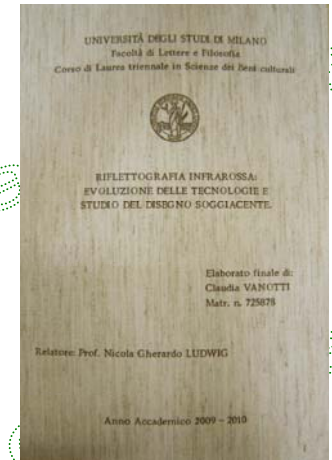 UNIVERSITÀ DEGLI STUDI DI MILANO
Facoltà di Lettere e Filosofia
Corso di Laurea triennale in Scienze dei Beni culturali
RIFLETTOGRAFIA INFRAROSSA:
EVOLUZIONE DELLE TECNOLOGIE E
STUDIO DEL DISEGNO SOGGIACENTE.
Elaborato finale di:
Claudia VANOTTI
Matr. n. 725878
Relatore: Prof. Nicola Gherardo LUDWIG
Anno Accademico 2009 – 2010